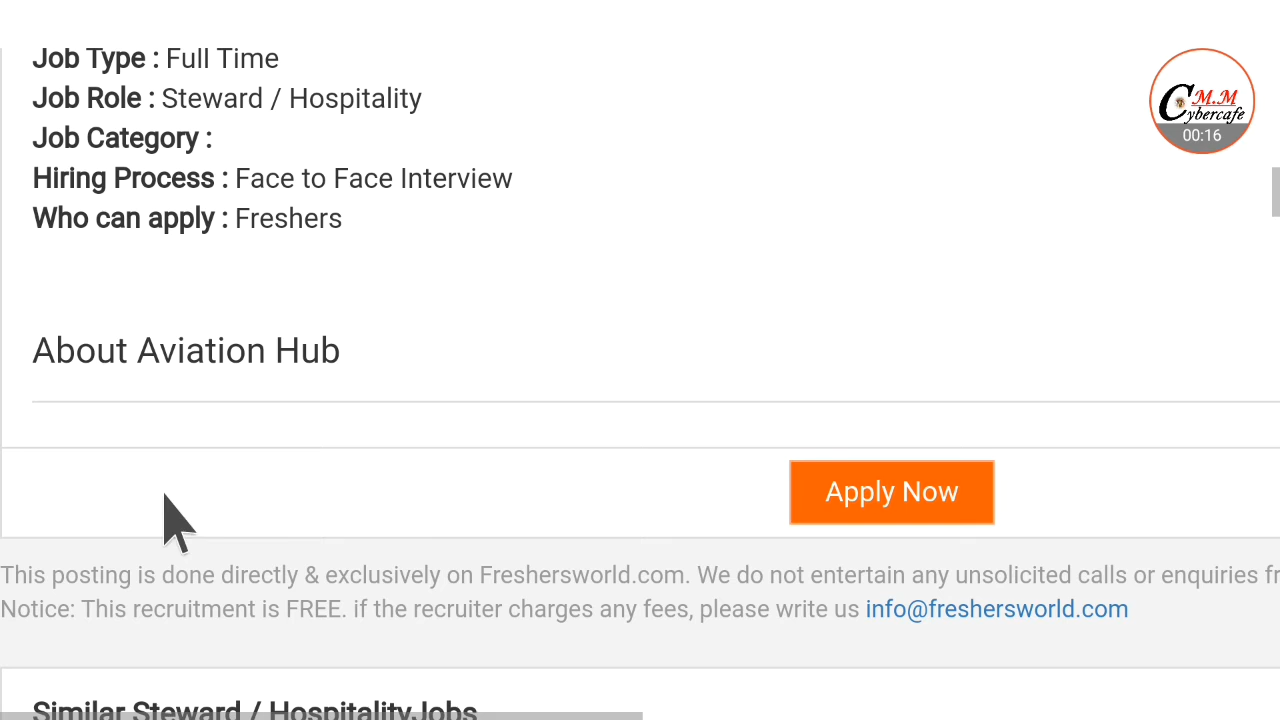 Job Type : Full Time
Job Role : Steward / Hospitality
Job Category :
Hiring Process : Face to Face Interview
Who can apply : Freshers
M.M
Cybercafe
00:16
About Aviation Hub
Apply Now
This posting is done directly & exclusively on Freshersworld.com. We do not entertain any unsolicited calls or enquiries fr
Notice: This recruitment is FREE. if the recruiter charges any fees, please write us info@freshersworld.com
Similar Steward / HospitalityJobs